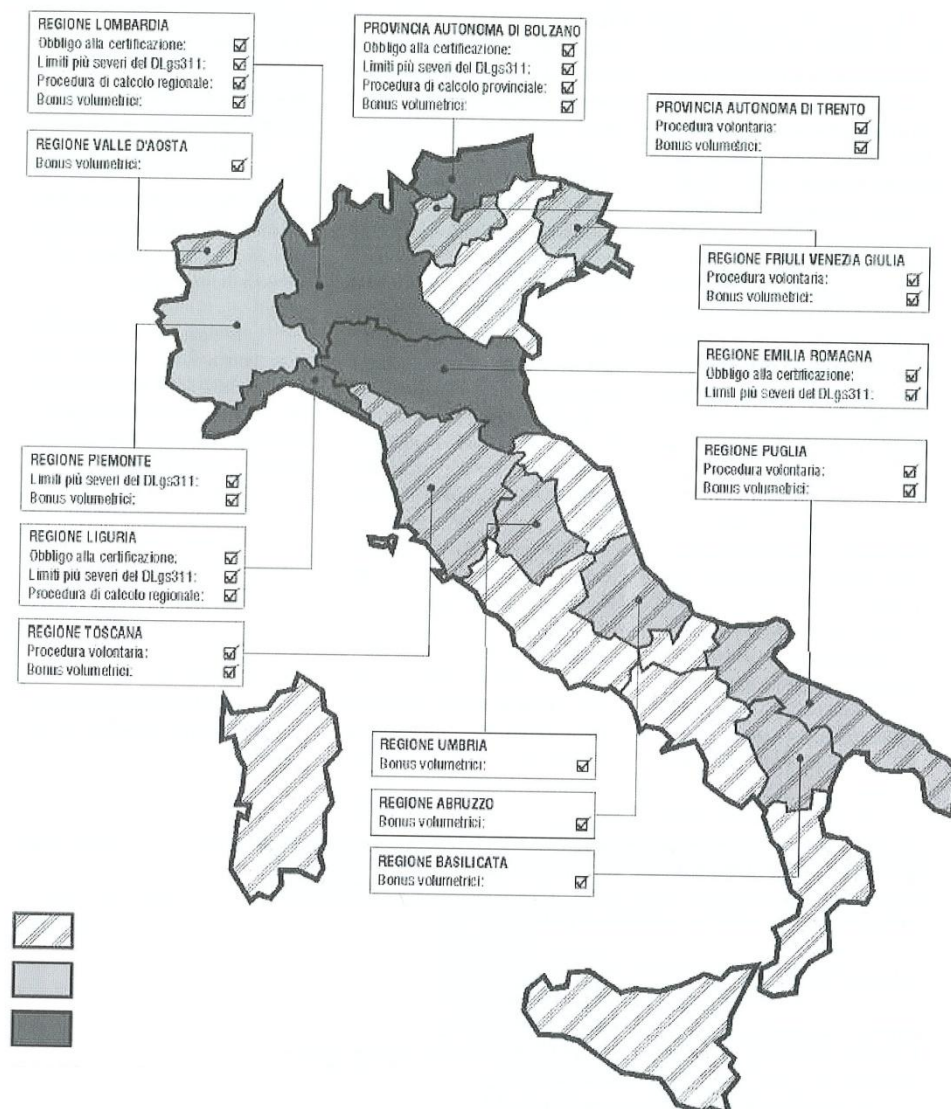 REGIONE LOMBARDIA
Obbligo alla certificazione: ☑
Limiti più severi del DLgs311: ☑
Procedura di calcolo regionale: ☑
Bonus volumetrici: ☑
PROVINCIA AUTONOMA DI BOLZANO
Obbligo alla certificazione: ☑
Limiti più severi del DLgs311: ☑
Procedura di calcolo provinciale: ☑
Bonus volumetrici: ☑
PROVINCIA AUTONOMA DI TRENTO
Procedura volontaria: ☑
Bonus volumetrici: ☑
REGIONE VALLE D'AOSTA
Bonus volumetrici: ☑
REGIONE FRIULI VENEZIA GIULIA
Procedura volontaria: ☑
Bonus volumetrici: ☑
REGIONE EMILIA ROMAGNA
Obbligo alla certificazione: ☑
Limiti più severi del DLgs311: ☑
REGIONE PIEMONTE
Limiti più severi del DLgs311: ☑
Bonus volumetrici: ☑
REGIONE PUGLIA
Procedura volontaria: ☑
Bonus volumetrici: ☑
REGIONE LIGURIA
Obbligo alla certificazione: ☑
Limiti più severi del DLgs311: ☑
Procedura di calcolo regionale: ☑
REGIONE TOSCANA
Procedura volontaria: ☑
Bonus volumetrici: ☑
REGIONE UMBRIA
Bonus volumetrici: ☑
REGIONE ABRUZZO
Bonus volumetrici: ☑
REGIONE BASILICATA
Bonus volumetrici: ☑